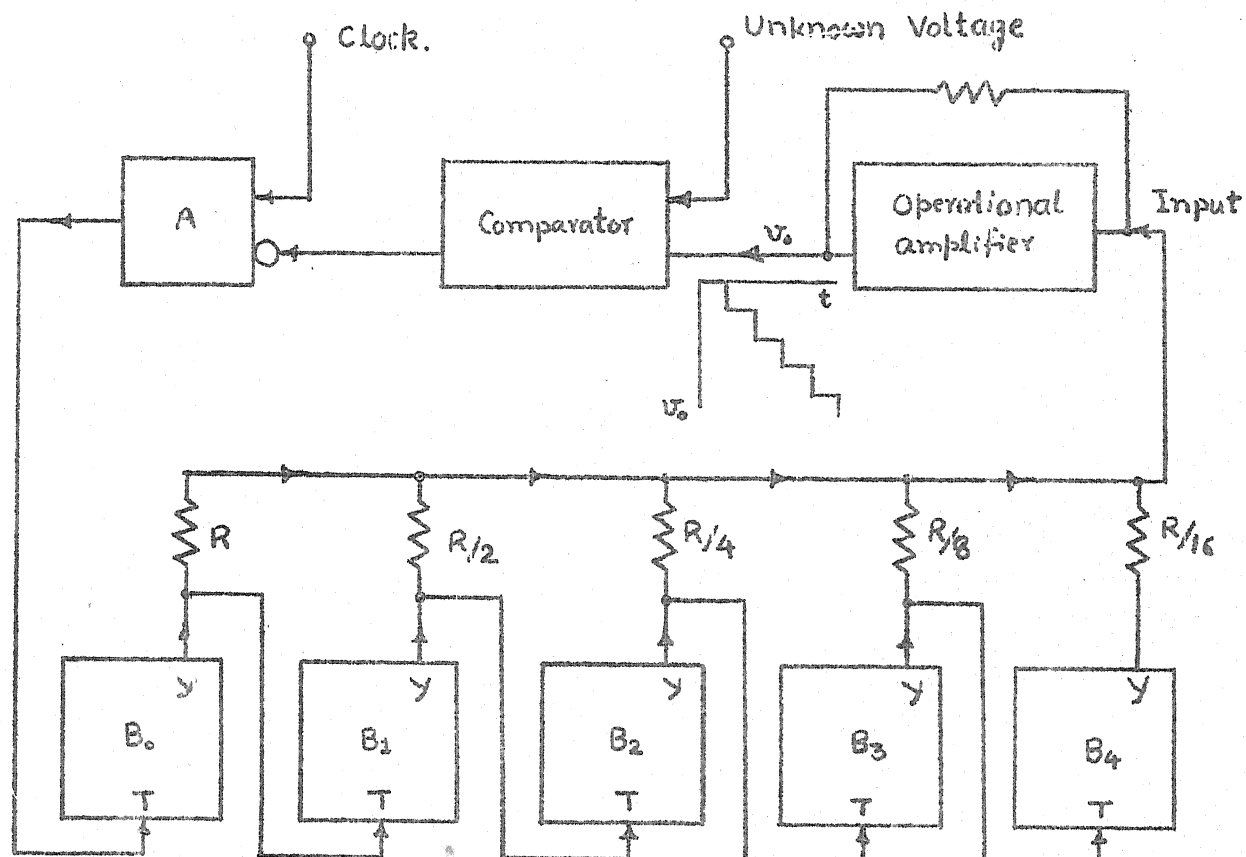 Clock.
Unknown Voltage
A
Comparator
Operational
amplifier
Input
v₀
t
v₀
R
R/2
R/4
R/8
R/16
y
y
y
y
y
B₀
B₁
B₂
B₃
B₄
T
T
T
T
T